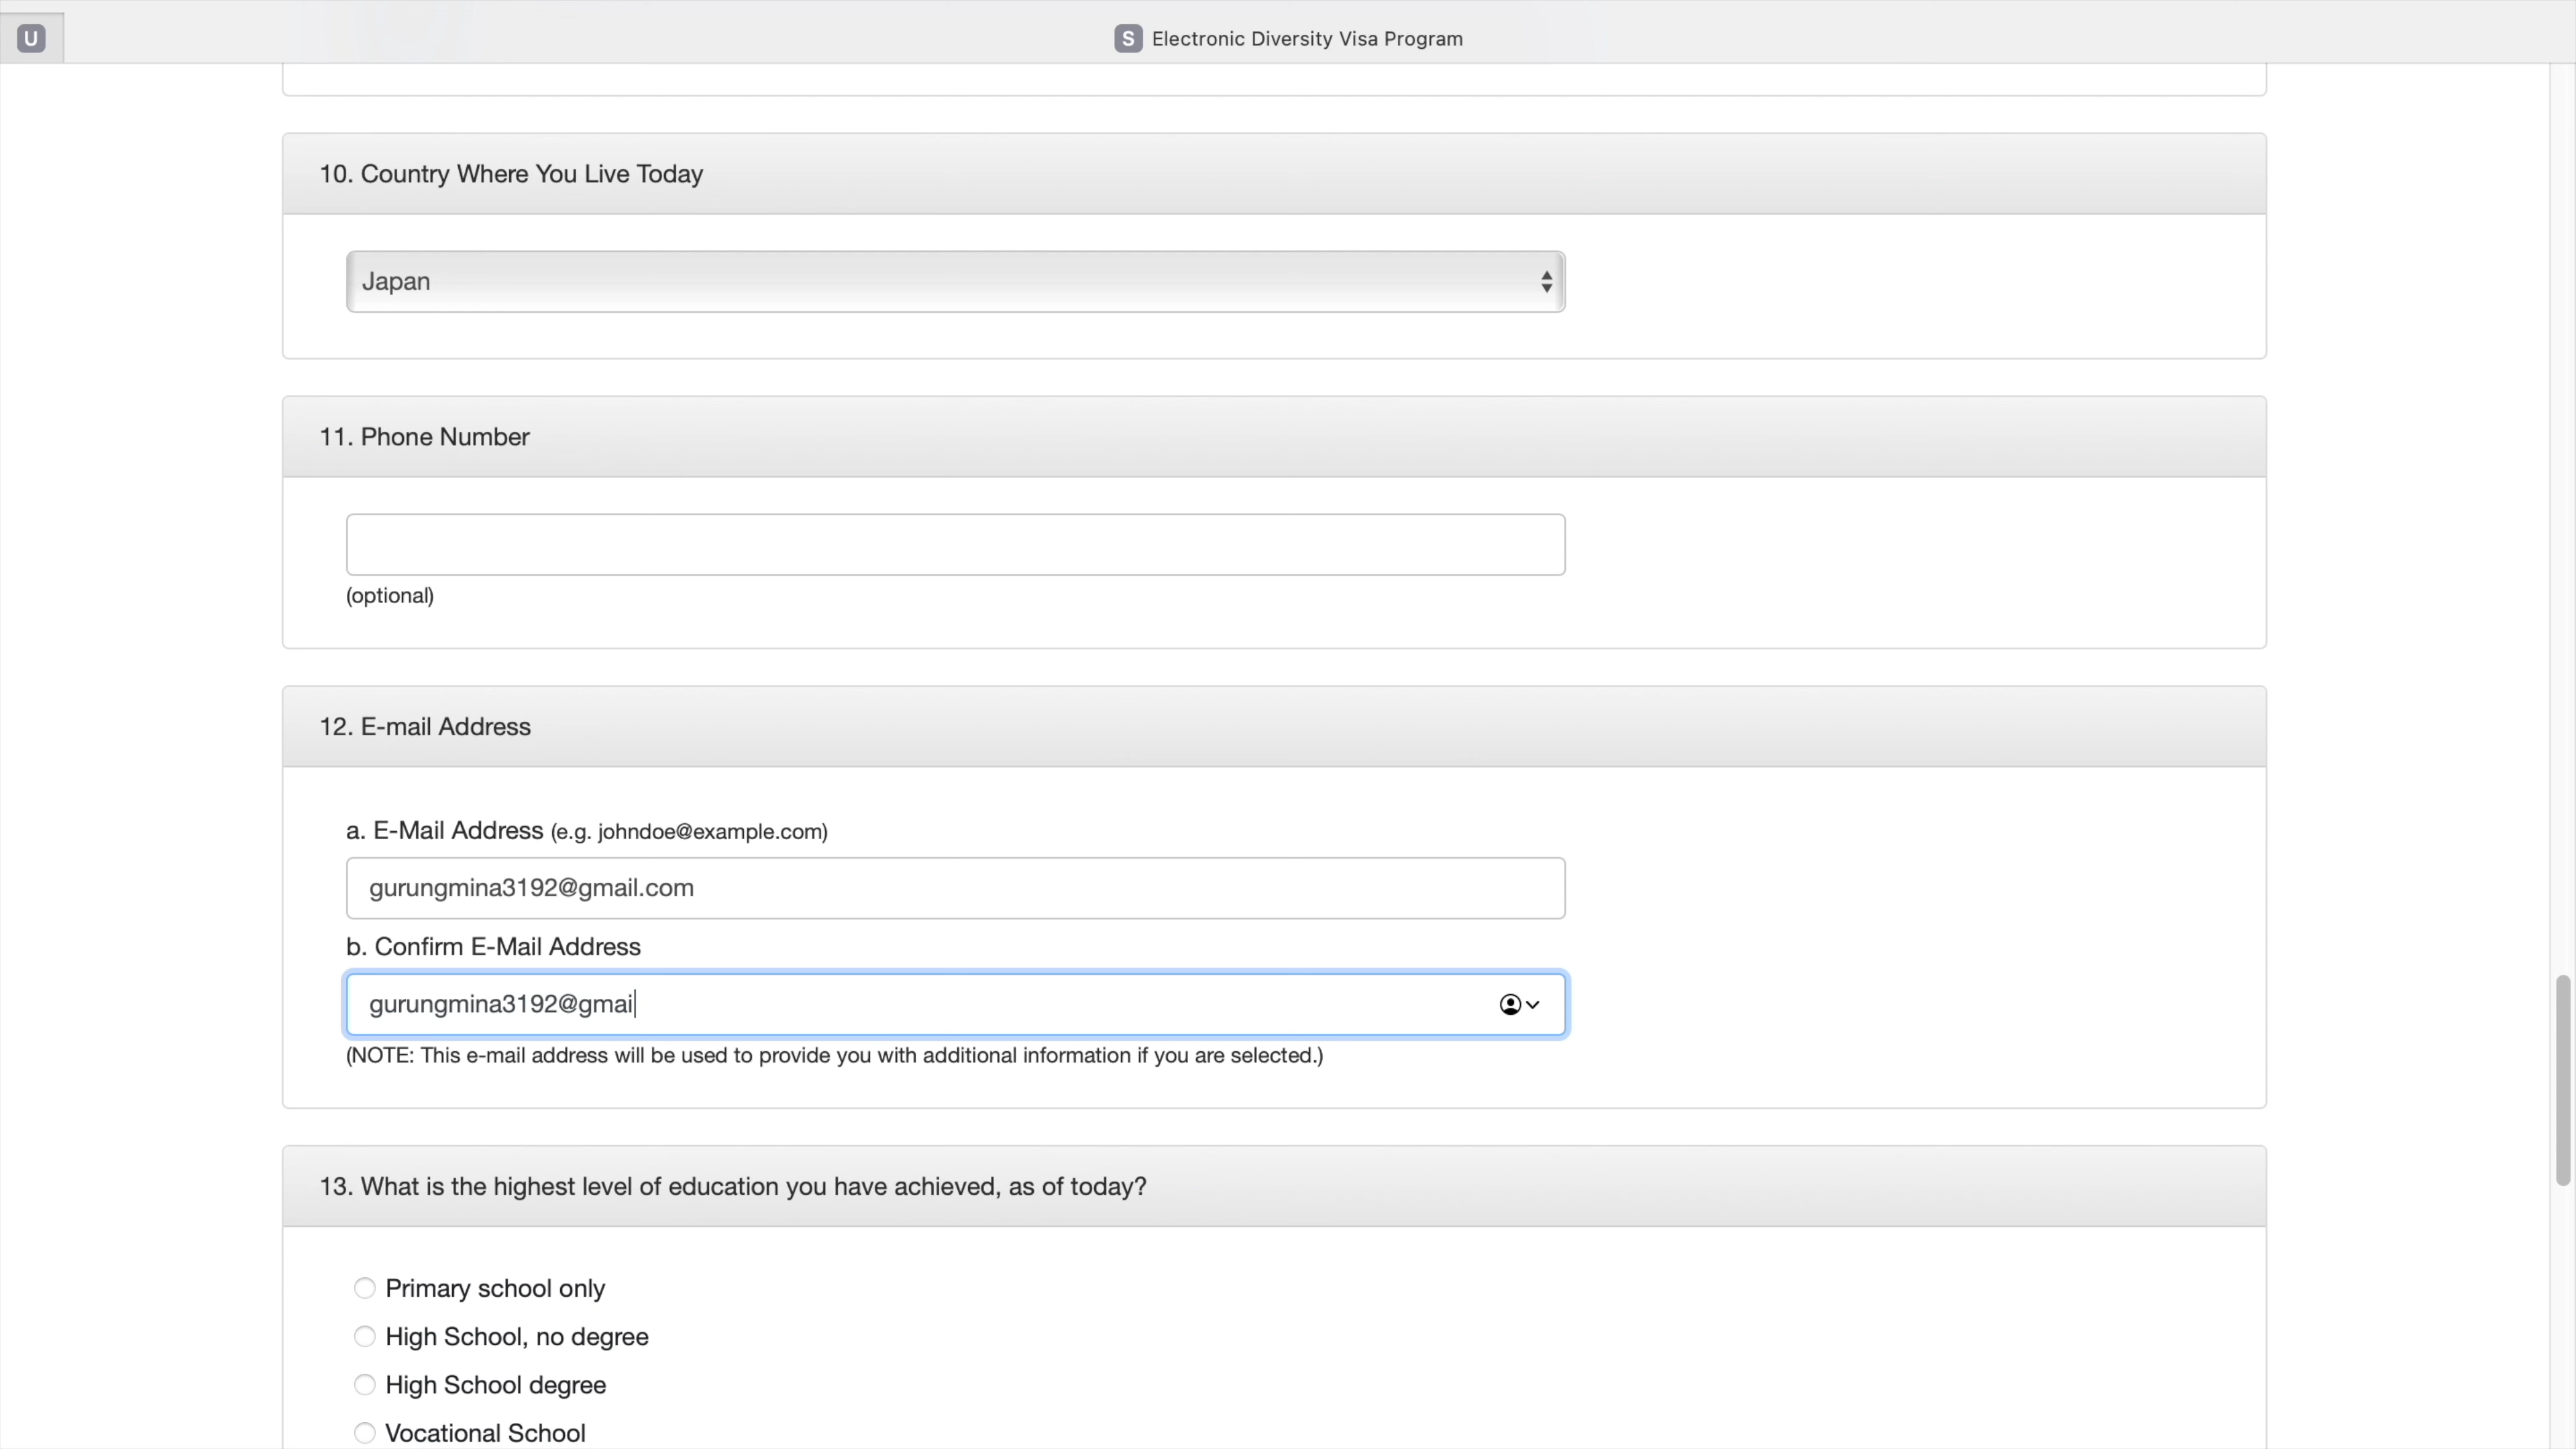 U
S Electronic Diversity Visa Program
10. Country Where You Live Today
Japan
11. Phone Number
(optional)
12. E-mail Address
a. E-Mail Address (e.g. johndoe@example.com)
gurungmina3192@gmail.com
b. Confirm E-Mail Address
gurungmina3192@gmai
(NOTE: This e-mail address will be used to provide you with additional information if you are selected.)
13. What is the highest level of education you have achieved, as of today?
Primary school only
High School, no degree
High School degree
Vocational School